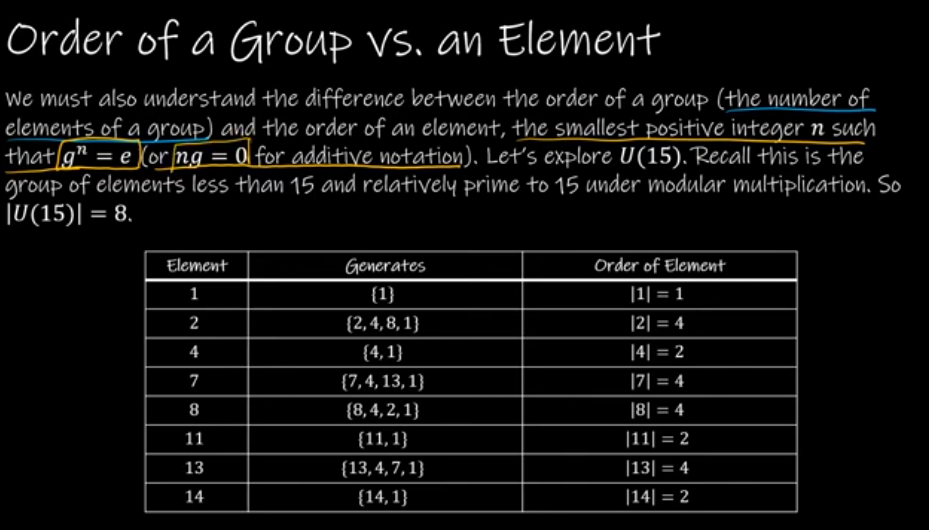 Order of a Group vs. an Element
We must also understand the difference between the order of a group (the number of
elements of a group) and the order of an element, the smallest positive integer n such
that gⁿ = e (or ng = 0 for additive notation). Let's explore U(15). Recall this is the
group of elements less than 15 and relatively prime to 15 under modular multiplication. So
|U(15)| = 8.
Element Generates Order of Element
1 {1} |1| = 1
2 {2, 4, 8, 1} |2| = 4
4 {4, 1} |4| = 2
7 {7, 4, 13, 1} |7| = 4
8 {8, 4, 2, 1} |8| = 4
11 {11, 1} |11| = 2
13 {13, 4, 7, 1} |13| = 4
14 {14, 1} |14| = 2